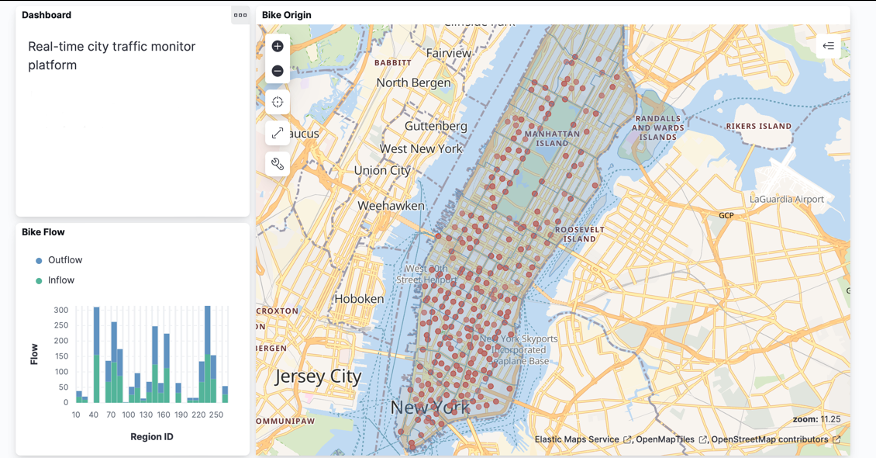 Dashboard
Real-time city traffic monitor
platform
Bike Flow
Outflow
Inflow
300
250
200
150
100
50
0
Flow
10 40 70 100 130 160 190 220 250
Region ID
Bike Origin
Fairview
BABBITT
North Bergen
Guttenberg
West New York
Union City
Weehawken
Hoboken
Jersey City
New York
MANHATTAN
ISLAND
RANDALLS
AND WARDS
ISLANDS
RIKERS ISLAND
LaGuardia Airport
GCP
ROOSEVELT
ISLAND
Street Heliport
New York Skyports
Incorporated
Seaplane Base
CROXTON
BERGEN
OMMUNIPAW
zoom: 11.25
Elastic Maps Service , OpenMapTiles , OpenStreetMap contributors